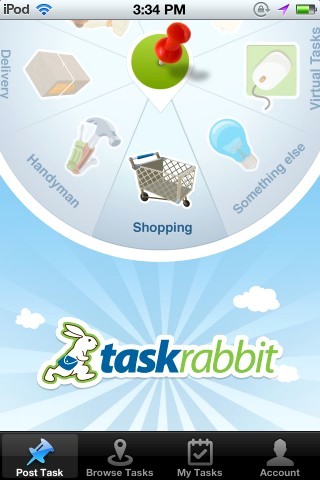 iPod 3:34 PM
Delivery
Virtual Tasks
Handyman
Something else
Shopping
taskrabbit
Post Task Browse Tasks My Tasks Account